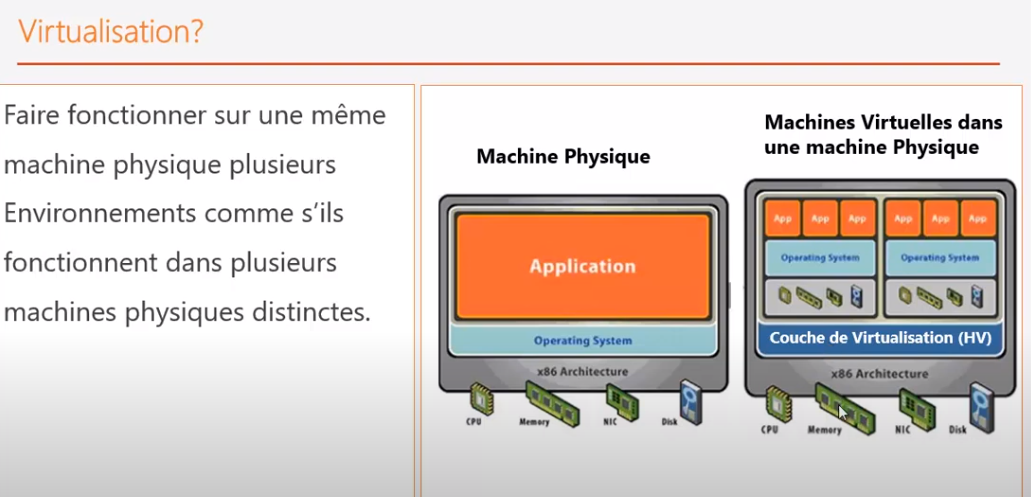 Virtualisation?
Faire fonctionner sur une même
machine physique plusieurs
Environnements comme s’ils
fonctionnent dans plusieurs
machines physiques distinctes.
Machine Physique
Application
Operating System
x86 Architecture
CPU Memory NIC Disk
Machines Virtuelles dans
une machine Physique
App App App App App App
Operating System Operating System
Couche de Virtualisation (HV)
x86 Architecture
CPU Memory NIC Disk